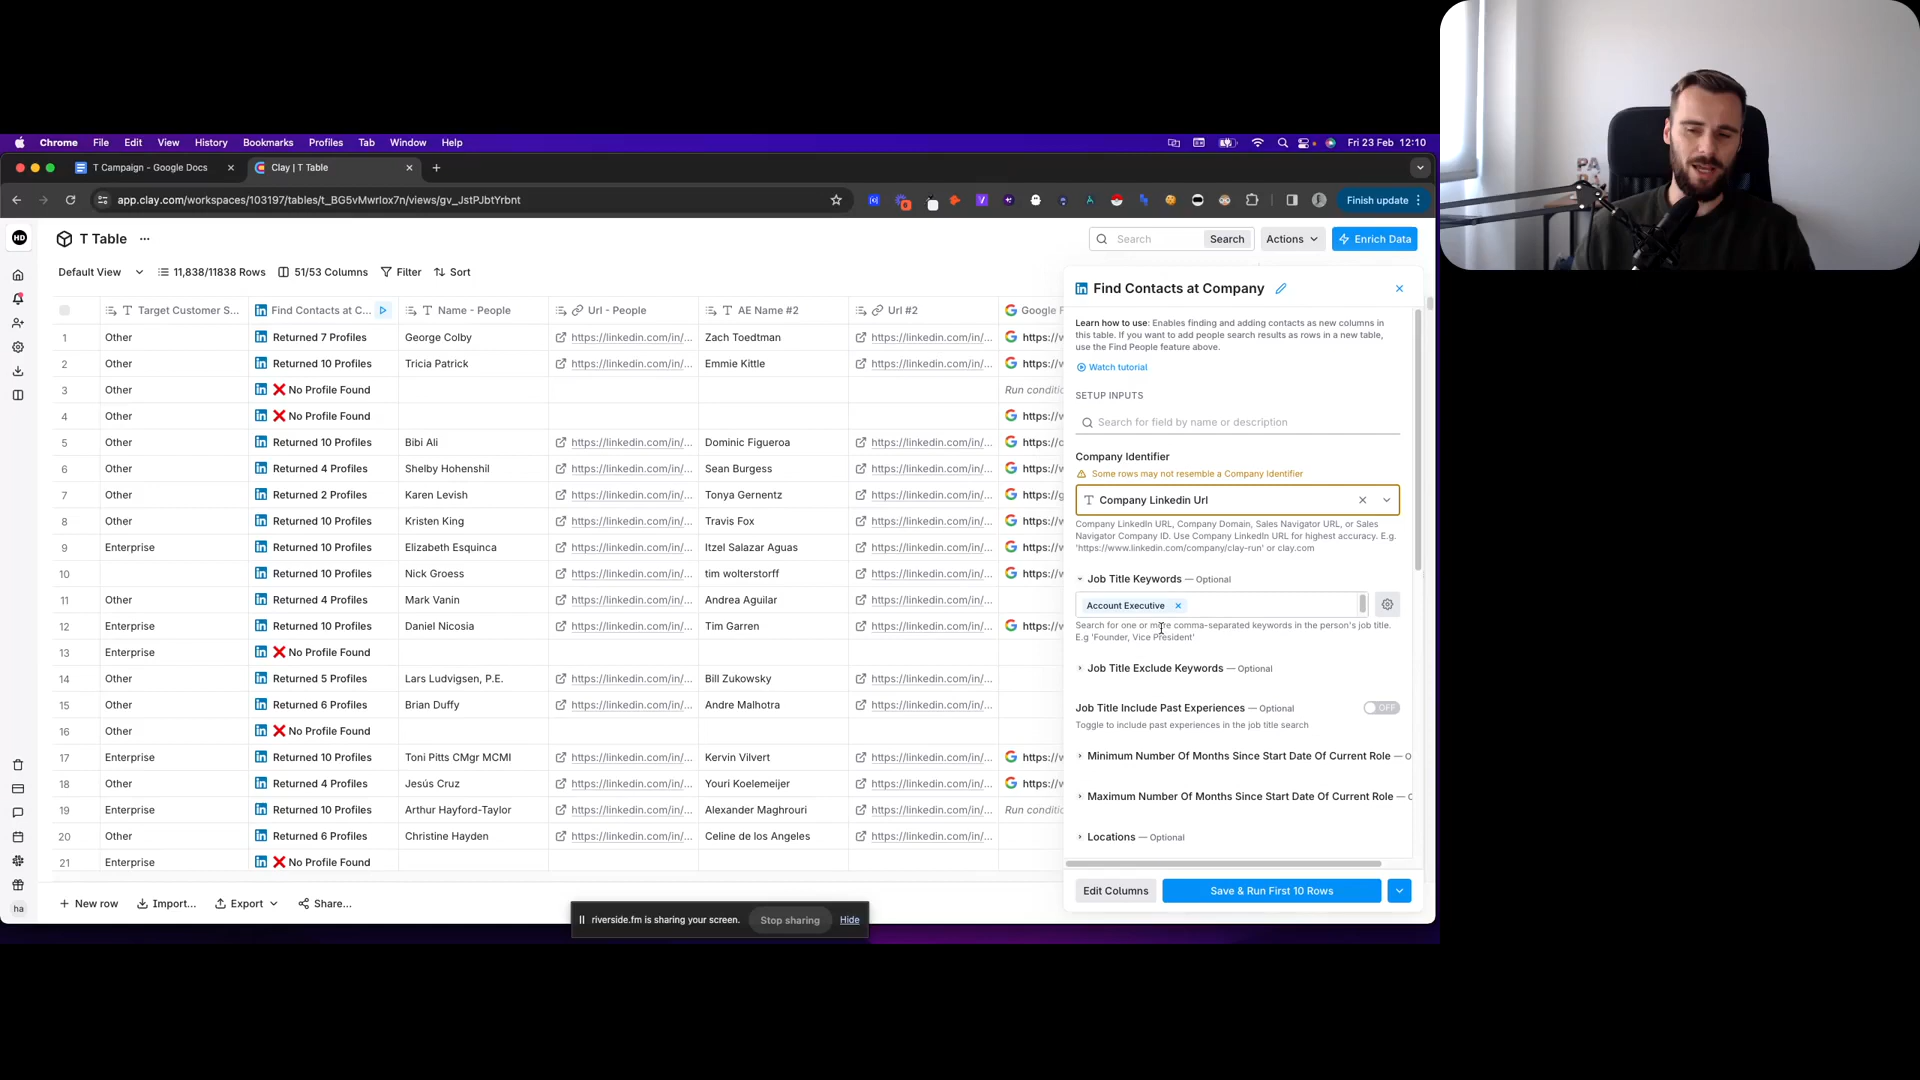 Chrome File Edit View History Bookmarks Profiles Tab Window Help Fri 23 Feb 12:10
T Campaign - Google Docs Clay | T Table
app.clay.com/workspaces/103197/tables/t_BG5vMwrIox7n/views/gv_JstPJbtYrbnt Finish update
HD T Table Search Search Actions Enrich Data
Default View 11,838/11838 Rows 51/53 Columns Filter Sort
Target Customer S... Find Contacts at C... Name - People Url - People AE Name #2 Url #2 Google
1 Other Returned 7 Profiles George Colby https://linkedin.com/in/... Zach Toedtman https://linkedin.com/in/... https://w
2 Other Returned 10 Profiles Tricia Patrick https://linkedin.com/in/... Emmie Kittle https://linkedin.com/in/... https://w
3 Other No Profile Found Run conditio
4 Other No Profile Found https://w
5 Other Returned 10 Profiles Bibi Ali https://linkedin.com/in/... Dominic Figueroa https://linkedin.com/in/... https://c
6 Other Returned 4 Profiles Shelby Hohenshil https://linkedin.com/in/... Sean Burgess https://linkedin.com/in/... https://w
7 Other Returned 2 Profiles Karen Levish https://linkedin.com/in/... Tonya Gernentz https://linkedin.com/in/... https://g
8 Other Returned 10 Profiles Kristen King https://linkedin.com/in/... Travis Fox https://linkedin.com/in/... https://w
9 Enterprise Returned 10 Profiles Elizabeth Esquinca https://linkedin.com/in/... Itzel Salazar Aguas https://linkedin.com/in/... https://w
10 Returned 10 Profiles Nick Groess https://linkedin.com/in/... tim wolterstorff https://linkedin.com/in/... https://w
11 Other Returned 4 Profiles Mark Vanin https://linkedin.com/in/... Andrea Aguilar https://linkedin.com/in/...
12 Enterprise Returned 10 Profiles Daniel Nicosia https://linkedin.com/in/... Tim Garren https://linkedin.com/in/... https://w
13 Enterprise No Profile Found
14 Other Returned 5 Profiles Lars Ludvigsen, P.E. https://linkedin.com/in/... Bill Zukowsky https://linkedin.com/in/...
15 Other Returned 6 Profiles Brian Duffy https://linkedin.com/in/... Andre Malhotra https://linkedin.com/in/...
16 Other No Profile Found
17 Enterprise Returned 10 Profiles Toni Pitts CMgr MCMI https://linkedin.com/in/... Kervin Vilvert https://linkedin.com/in/... https://w
18 Other Returned 4 Profiles Jesús Cruz https://linkedin.com/in/... Youri Koelemeijer https://linkedin.com/in/... https://w
19 Enterprise Returned 10 Profiles Arthur Hayford-Taylor https://linkedin.com/in/... Alexander Maghrouri https://linkedin.com/in/... Run conditio
20 Other Returned 6 Profiles Christine Hayden https://linkedin.com/in/... Celine de los Angeles https://linkedin.com/in/...
21 Enterprise No Profile Found
ha New row Import... Export Share...
riverside.fm is sharing your screen. Stop sharing Hide
Find Contacts at Company
Learn how to use: Enables finding and adding contacts as new columns in
this table. If you want to add people search results as rows in a new table,
use the Find People feature above.
Watch tutorial
SETUP INPUTS
Search for field by name or description
Company Identifier
Some rows may not resemble a Company Identifier
Company Linkedin Url
Company LinkedIn URL, Company Domain, Sales Navigator URL, or Sales
Navigator Company ID. Use Company LinkedIn URL for highest accuracy. E.g.
'https://www.linkedin.com/company/clay-run' or clay.com
Job Title Keywords — Optional
Account Executive
Search for one or more comma-separated keywords in the person's job title.
E.g 'Founder, Vice President'
Job Title Exclude Keywords — Optional
Job Title Include Past Experiences — Optional OFF
Toggle to include past experiences in the job title search
Minimum Number Of Months Since Start Date Of Current Role — O
Maximum Number Of Months Since Start Date Of Current Role —
Locations — Optional
Edit Columns Save & Run First 10 Rows